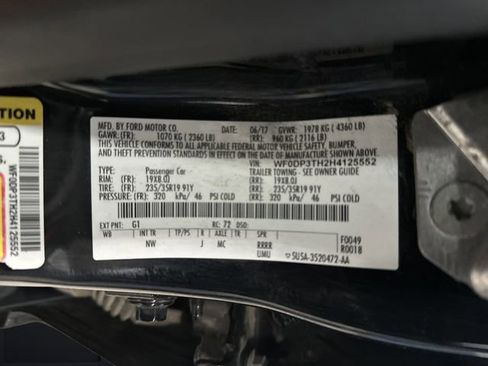 TION
3
S.
WF0DP3TH2H4125552
MFD. BY FORD MOTOR CO. 06/17 GVWR: 1978 KG ( 4360 LB)
GAWR:(FR): 1070 KG ( 2360 LB) (RR): 960 KG ( 2116 LB)
THIS VEHICLE CONFORMS TO ALL APPLICABLE FEDERAL MOTOR VEHICLE
SAFETY, BUMPER, AND THEFT PREVENTION STANDARDS IN EFFECT ON THE
DATE OF MANUFACTURE SHOWN ABOVE.
VIN: WF0DP3TH2H4125552
TYPE: Passenger Car TRAILER TOWING - SEE OWNER GUIDE
RIMS:(FR): 19X8.0J (RR): 19X8.0J
TIRE:(FR): 235/35R19 91Y (RR): 235/35R19 91Y
PRESSURE:(FR): 320 kPa/ 46 PSI COLD (RR): 320 kPa/ 46 PSI COLD
EXT PNT: G1 RC: 72 DSO:
WB INT TR TP/PS R AXLE TR SPR F0049
NW J MC RRRR R0018
UMU SU5A-3520472-AA